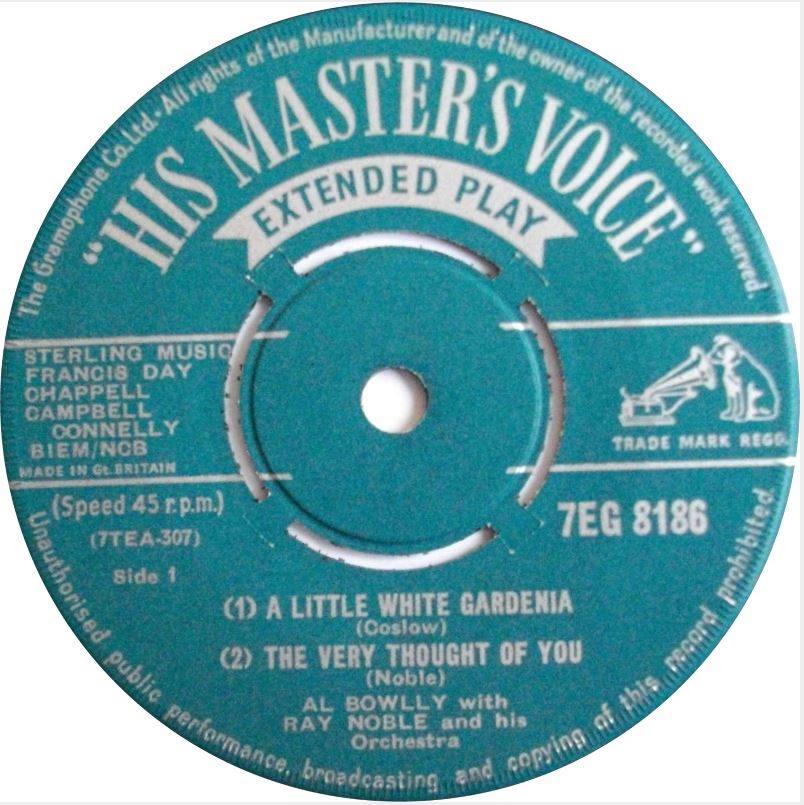 The Gramophone Co. Ltd. · All rights of the Manufacturer and of the owner of the recorded work reserved.
"HIS MASTER'S VOICE"
EXTENDED PLAY
STERLING MUSIC
FRANCIS DAY
CHAPPELL
CAMPBELL
CONNELLY
BIEM/NCB
MADE IN Gt. BRITAIN
TRADE MARK REGD.
(Speed 45 r.p.m.)
(7TEA-307)
Side 1
7EG 8186
(1) A LITTLE WHITE GARDENIA
(Coslow)
(2) THE VERY THOUGHT OF YOU
(Noble)
AL BOWLLY with
RAY NOBLE and his
Orchestra
Unauthorised public performance, broadcasting and copying of this record prohibited.